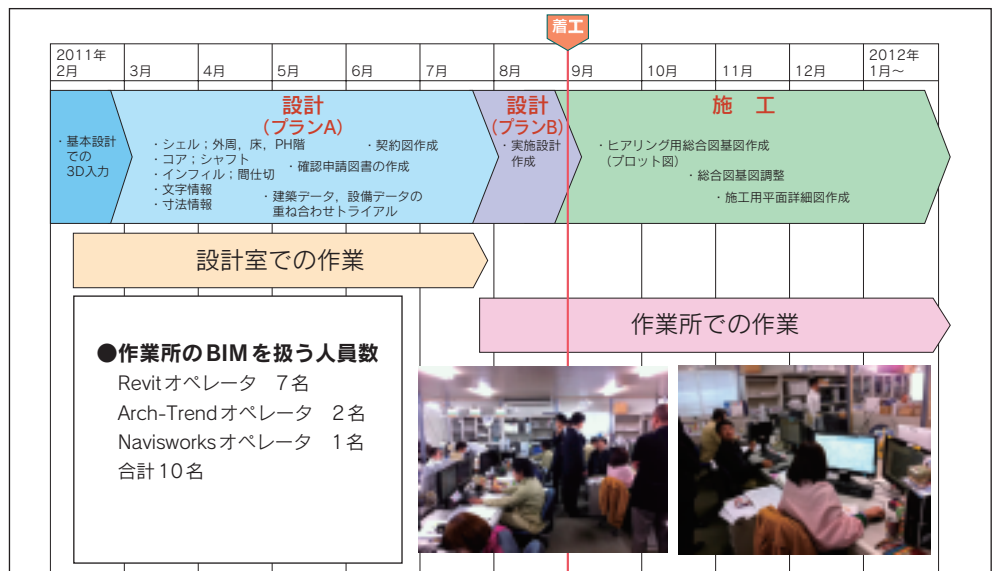 着工
2011年
2月
3月
4月
5月
6月
7月
8月
9月
10月
11月
12月
2012年
1月～
・基本設計
での
3D入力
設計
(プランA)
・シェル；外周，床，PH階
・コア；シャフト
・インフィル；間仕切
・文字情報
・寸法情報
・契約図作成
・確認申請図書の作成
・建築データ，設備データの
重ね合わせトライアル
設計
(プランB)
・実施設計
作成
施　工
・ヒアリング用総合図基図作成
（プロット図）
・総合図基図調整
・施工用平面詳細図作成
設計室での作業
作業所での作業
●作業所のBIMを扱う人員数
Revitオペレータ　7名
Arch-Trendオペレータ　2名
Navisworksオペレータ　1名
合計10名